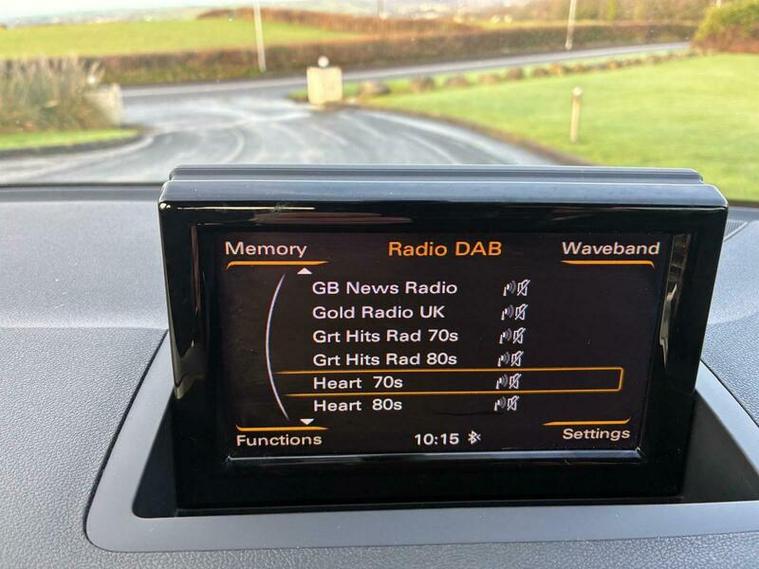 Memory Radio DAB Waveband
GB News Radio
Gold Radio UK
Grt Hits Rad 70s
Grt Hits Rad 80s
Heart 70s
Heart 80s
Functions 10:15 Settings